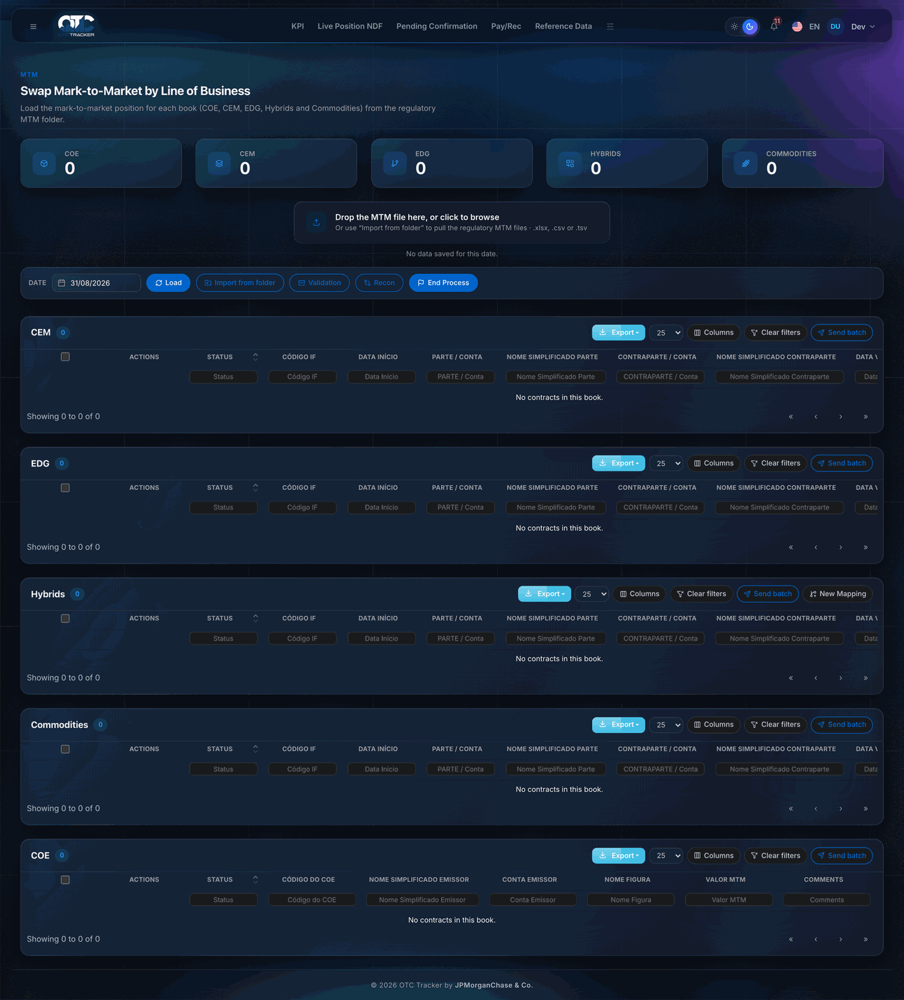 OTC TRACKER
KPI Live Position NDF Pending Confirmation Pay/Rec Reference Data 11 EN DU Dev
MTM
Swap Mark-to-Market by Line of Business
Load the mark-to-market position for each book (COE, CEM, EDG, Hybrids and Commodities) from the regulatory
MTM folder.
COE
0
CEM
0
EDG
0
HYBRIDS
0
COMMODITIES
0
Drop the MTM file here, or click to browse
Or use “Import from folder” to pull the regulatory MTM files · .xlsx, .csv or .tsv
No data saved for this date.
DATE 31/08/2026 Load Import from folder Validation Recon End Process
CEM 0 Export 25 Columns Clear filters Send batch
ACTIONS STATUS CÓDIGO IF DATA INÍCIO PARTE / CONTA NOME SIMPLIFICADO PARTE CONTRAPARTE / CONTA NOME SIMPLIFICADO CONTRAPARTE DATA V
Status Código IF Data Início PARTE / Conta Nome Simplificado Parte CONTRAPARTE / Conta Nome Simplificado Contraparte Data
No contracts in this book.
Showing 0 to 0 of 0 « ‹ › »
EDG 0 Export 25 Columns Clear filters Send batch
ACTIONS STATUS CÓDIGO IF DATA INÍCIO PARTE / CONTA NOME SIMPLIFICADO PARTE CONTRAPARTE / CONTA NOME SIMPLIFICADO CONTRAPARTE DATA V
Status Código IF Data Início PARTE / Conta Nome Simplificado Parte CONTRAPARTE / Conta Nome Simplificado Contraparte Data
No contracts in this book.
Showing 0 to 0 of 0 « ‹ › »
Hybrids 0 Export 25 Columns Clear filters Send batch New Mapping
ACTIONS STATUS CÓDIGO IF DATA INÍCIO PARTE / CONTA NOME SIMPLIFICADO PARTE CONTRAPARTE / CONTA NOME SIMPLIFICADO CONTRAPARTE DATA V
Status Código IF Data Início PARTE / Conta Nome Simplificado Parte CONTRAPARTE / Conta Nome Simplificado Contraparte Data
No contracts in this book.
Showing 0 to 0 of 0 « ‹ › »
Commodities 0 Export 25 Columns Clear filters Send batch
ACTIONS STATUS CÓDIGO IF DATA INÍCIO PARTE / CONTA NOME SIMPLIFICADO PARTE CONTRAPARTE / CONTA NOME SIMPLIFICADO CONTRAPARTE DATA V
Status Código IF Data Início PARTE / Conta Nome Simplificado Parte CONTRAPARTE / Conta Nome Simplificado Contraparte Data
No contracts in this book.
Showing 0 to 0 of 0 « ‹ › »
COE 0 Export 25 Columns Clear filters Send batch
ACTIONS STATUS CÓDIGO DO COE NOME SIMPLIFICADO EMISSOR CONTA EMISSOR NOME FIGURA VALOR MTM COMMENTS
Status Código do COE Nome Simplificado Emissor Conta Emissor Nome Figura Valor MTM Comments
No contracts in this book.
Showing 0 to 0 of 0 « ‹ › »
© 2026 OTC Tracker by JPMorganChase & Co.